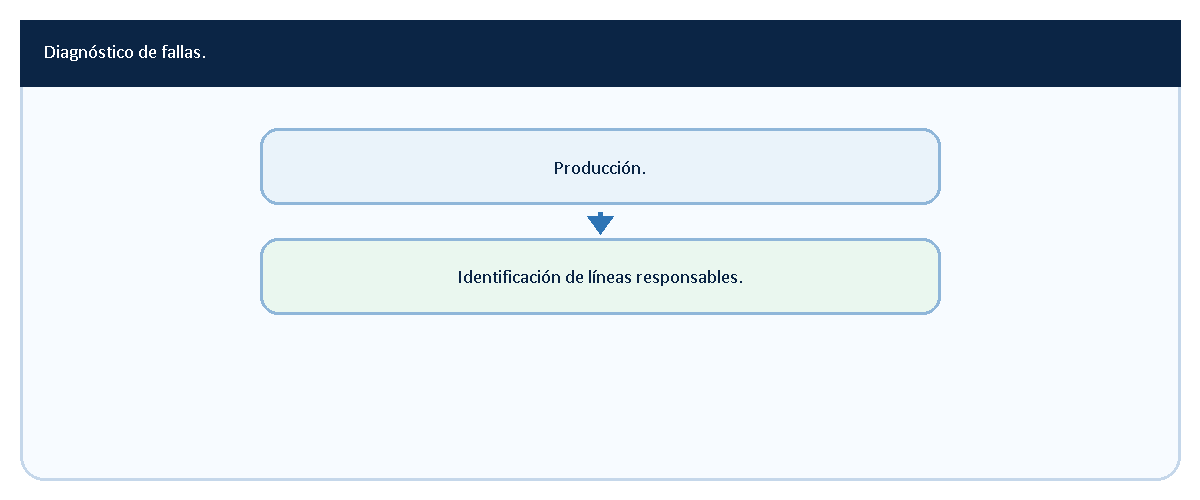 Diagnóstico de fallas.
Producción.
Identificación de líneas responsables.